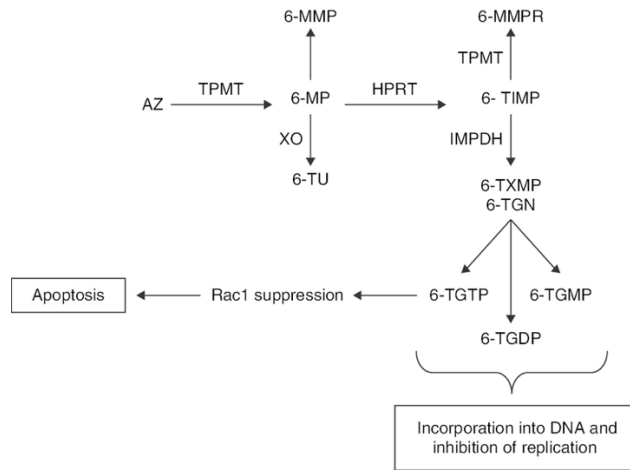 6-MMP
6-MMPR
TPMT
AZ
TPMT
6-MP
HPRT
6- TIMP
XO
IMPDH
6-TU
6-TXMP
6-TGN
Apoptosis
Rac1 suppression
6-TGTP
6-TGMP
6-TGDP
Incorporation into DNA and
inhibition of replication